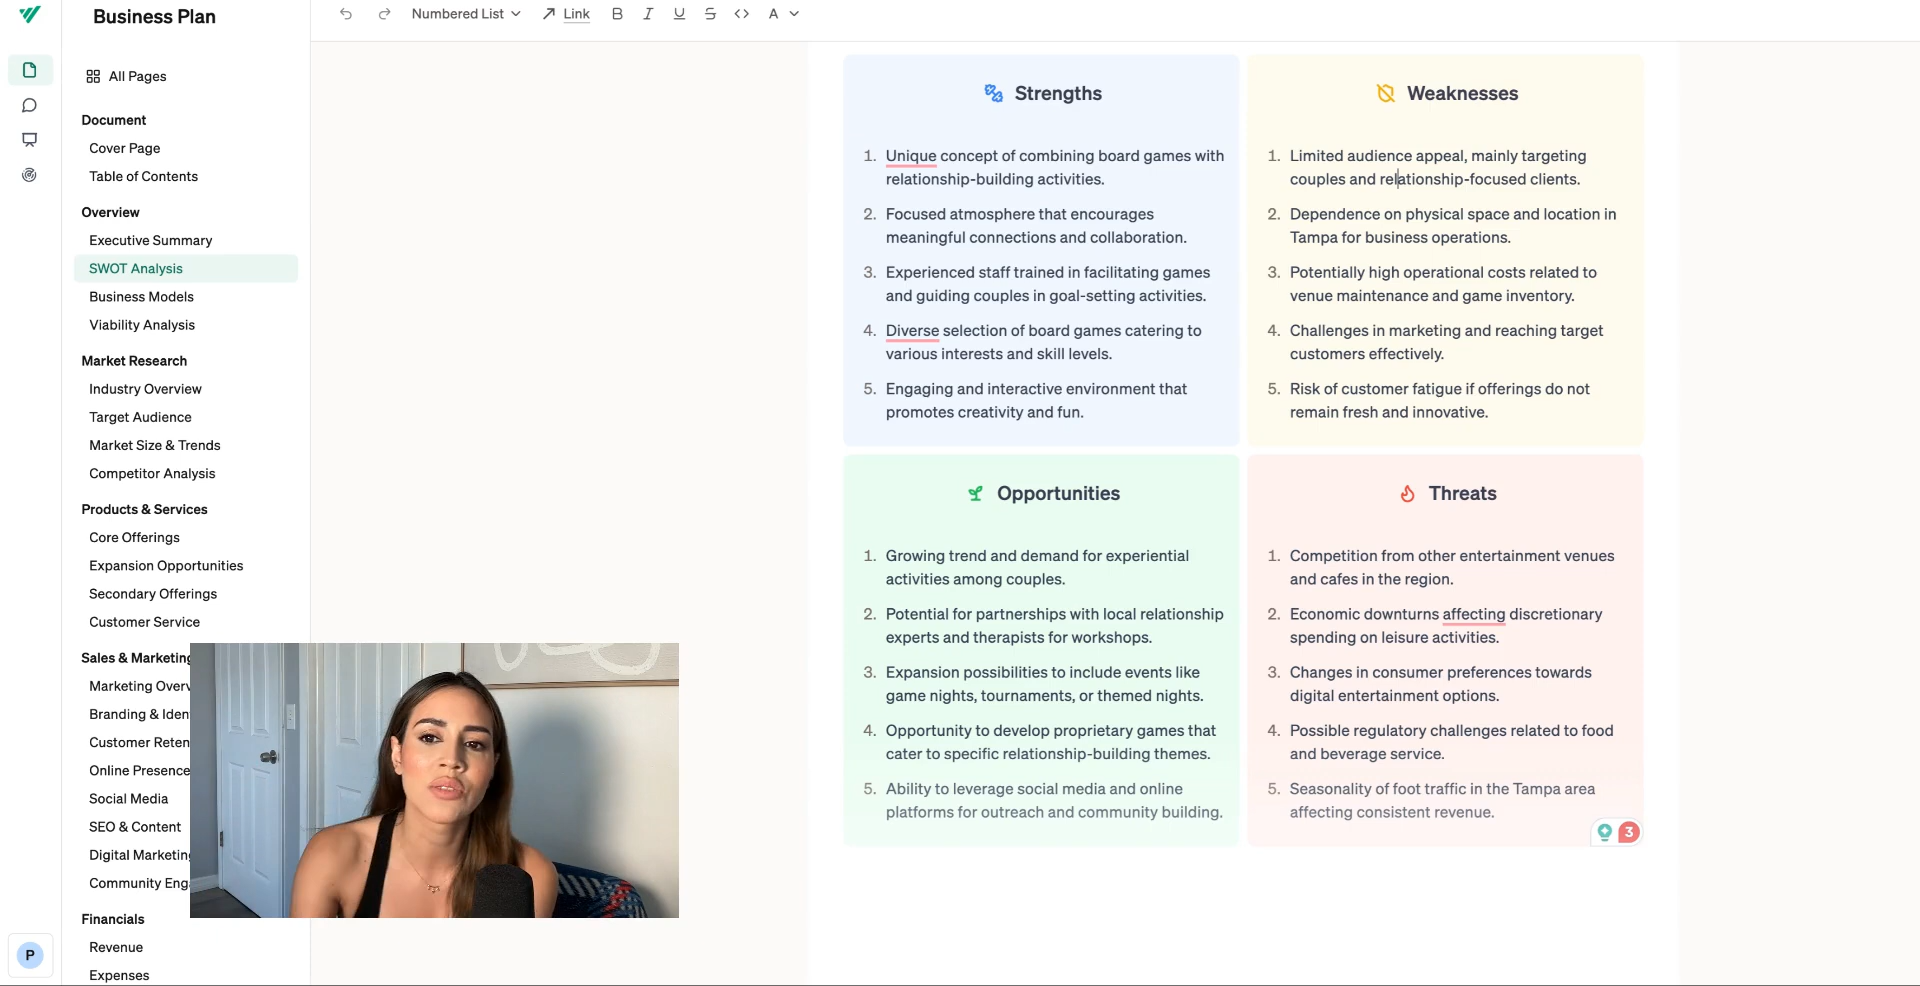 Business Plan
Numbered List
Link
B
I
U
S
<>
A
All Pages
Document
Cover Page
Table of Contents
Overview
Executive Summary
SWOT Analysis
Business Models
Viability Analysis
Market Research
Industry Overview
Target Audience
Market Size & Trends
Competitor Analysis
Products & Services
Core Offerings
Expansion Opportunities
Secondary Offerings
Customer Service
Sales & Marketing
Marketing Overv
Branding & Iden
Customer Reten
Online Presence
Social Media
SEO & Content
Digital Marketing
Community Eng
Financials
Revenue
Expenses
P
Strengths
1. Unique concept of combining board games with
relationship-building activities.
2. Focused atmosphere that encourages
meaningful connections and collaboration.
3. Experienced staff trained in facilitating games
and guiding couples in goal-setting activities.
4. Diverse selection of board games catering to
various interests and skill levels.
5. Engaging and interactive environment that
promotes creativity and fun.
Weaknesses
1. Limited audience appeal, mainly targeting
couples and relationship-focused clients.
2. Dependence on physical space and location in
Tampa for business operations.
3. Potentially high operational costs related to
venue maintenance and game inventory.
4. Challenges in marketing and reaching target
customers effectively.
5. Risk of customer fatigue if offerings do not
remain fresh and innovative.
Opportunities
1. Growing trend and demand for experiential
activities among couples.
2. Potential for partnerships with local relationship
experts and therapists for workshops.
3. Expansion possibilities to include events like
game nights, tournaments, or themed nights.
4. Opportunity to develop proprietary games that
cater to specific relationship-building themes.
5. Ability to leverage social media and online
platforms for outreach and community building.
Threats
1. Competition from other entertainment venues
and cafes in the region.
2. Economic downturns affecting discretionary
spending on leisure activities.
3. Changes in consumer preferences towards
digital entertainment options.
4. Possible regulatory challenges related to food
and beverage service.
5. Seasonality of foot traffic in the Tampa area
affecting consistent revenue.
3